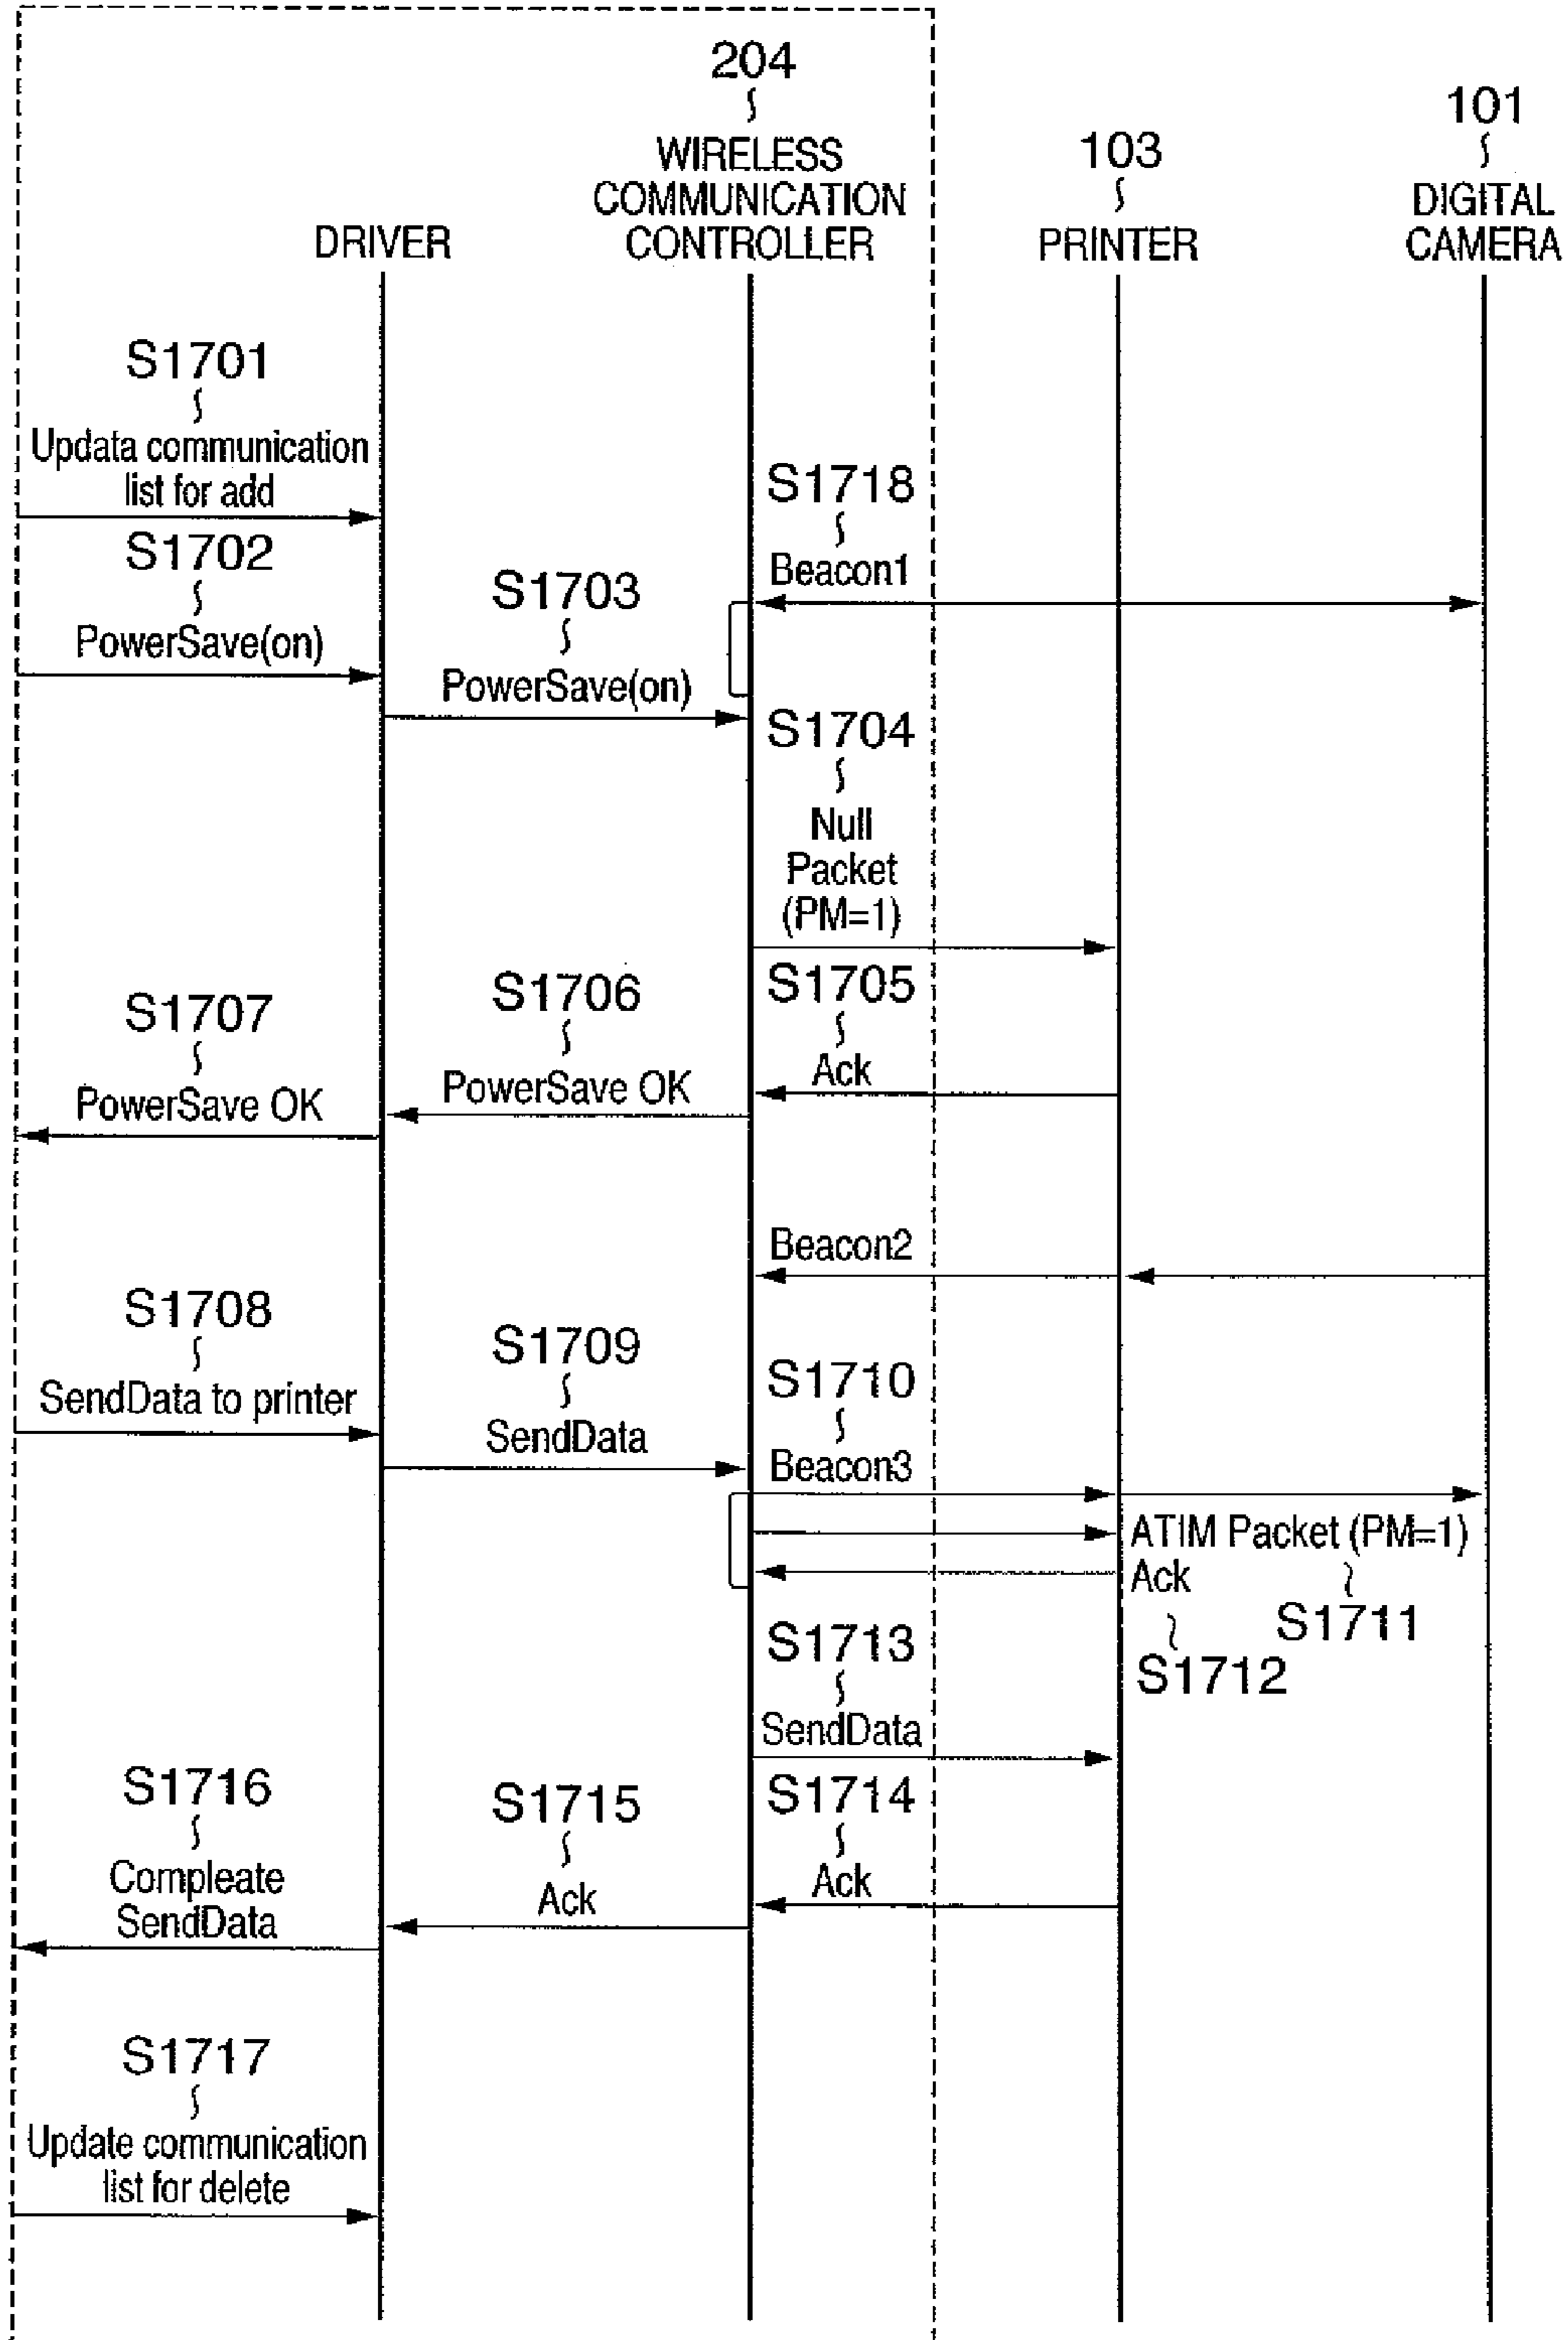 204
WIRELESS
COMMUNICATION
CONTROLLER
101
DIGITAL
CAMERA
103
PRINTER
DRIVER
S1701
Updata communication
list for add
S1718
Beacon1
S1702
PowerSave(on)
S1703
PowerSave(on)
S1704
Null
Packet
(PM=1)
S1705
Ack
S1706
PowerSave OK
S1707
PowerSave OK
Beacon2
S1708
SendData to printer
S1709
SendData
S1710
Beacon3
ATIM Packet (PM=1)
Ack
S1711
S1712
S1713
SendData
S1714
Ack
S1715
Ack
S1716
Compleate
SendData
S1717
Update communication
list for delete